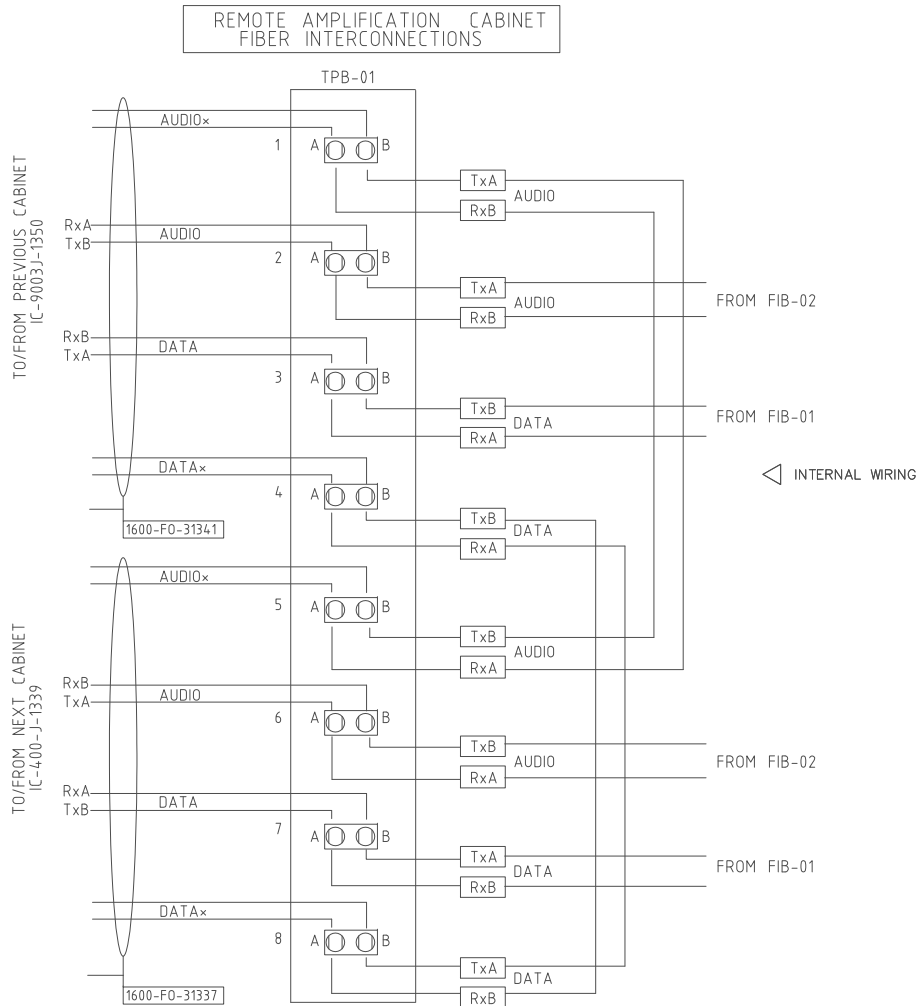 REMOTE AMPLIFICATION CABINET
FIBER INTERCONNECTIONS
TPB-01
TO/FROM PREVIOUS CABINET
IC-9003J-1350
AUDIO×
1
A
B
TxA
AUDIO
RxB
RxA
TxB
AUDIO
2
A
B
TxA
AUDIO
RxB
FROM FIB-02
RxB
TxA
DATA
3
A
B
TxB
DATA
RxA
FROM FIB-01
DATA×
4
A
B
TxB
DATA
RxA
INTERNAL WIRING
1600-FO-31341
TO/FROM NEXT CABINET
IC-400-J-1339
AUDIO×
5
A
B
TxB
AUDIO
RxA
RxB
TxA
AUDIO
6
A
B
TxB
AUDIO
RxA
FROM FIB-02
RxA
TxB
DATA
7
A
B
TxA
DATA
RxB
FROM FIB-01
DATA×
8
A
B
TxA
DATA
RxB
1600-FO-31337